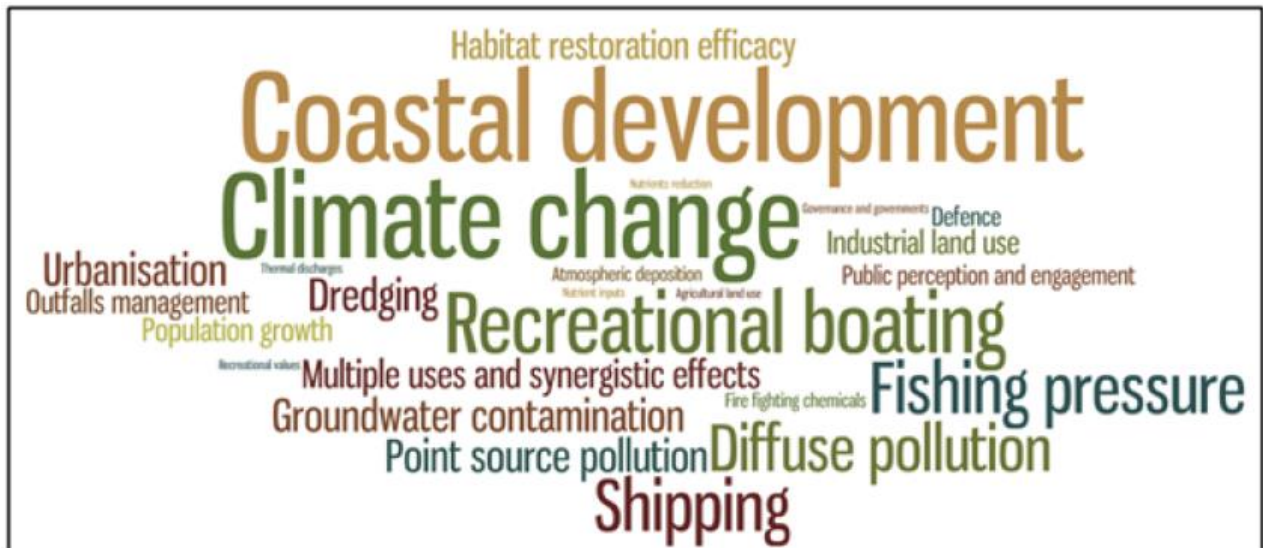 Habitat restoration efficacy
Coastal development
Nutrients reduction
Climate change
Governance and governments
Defence
Industrial land use
Urbanisation
Thermal discharges
Atmospheric deposition
Public perception and engagement
Outfalls management
Dredging
Nutrient inputs
Agricultural land use
Population growth
Recreational boating
Recreational values
Multiple uses and synergistic effects
Fire fighting chemicals
Fishing pressure
Groundwater contamination
Point source pollution
Diffuse pollution
Shipping